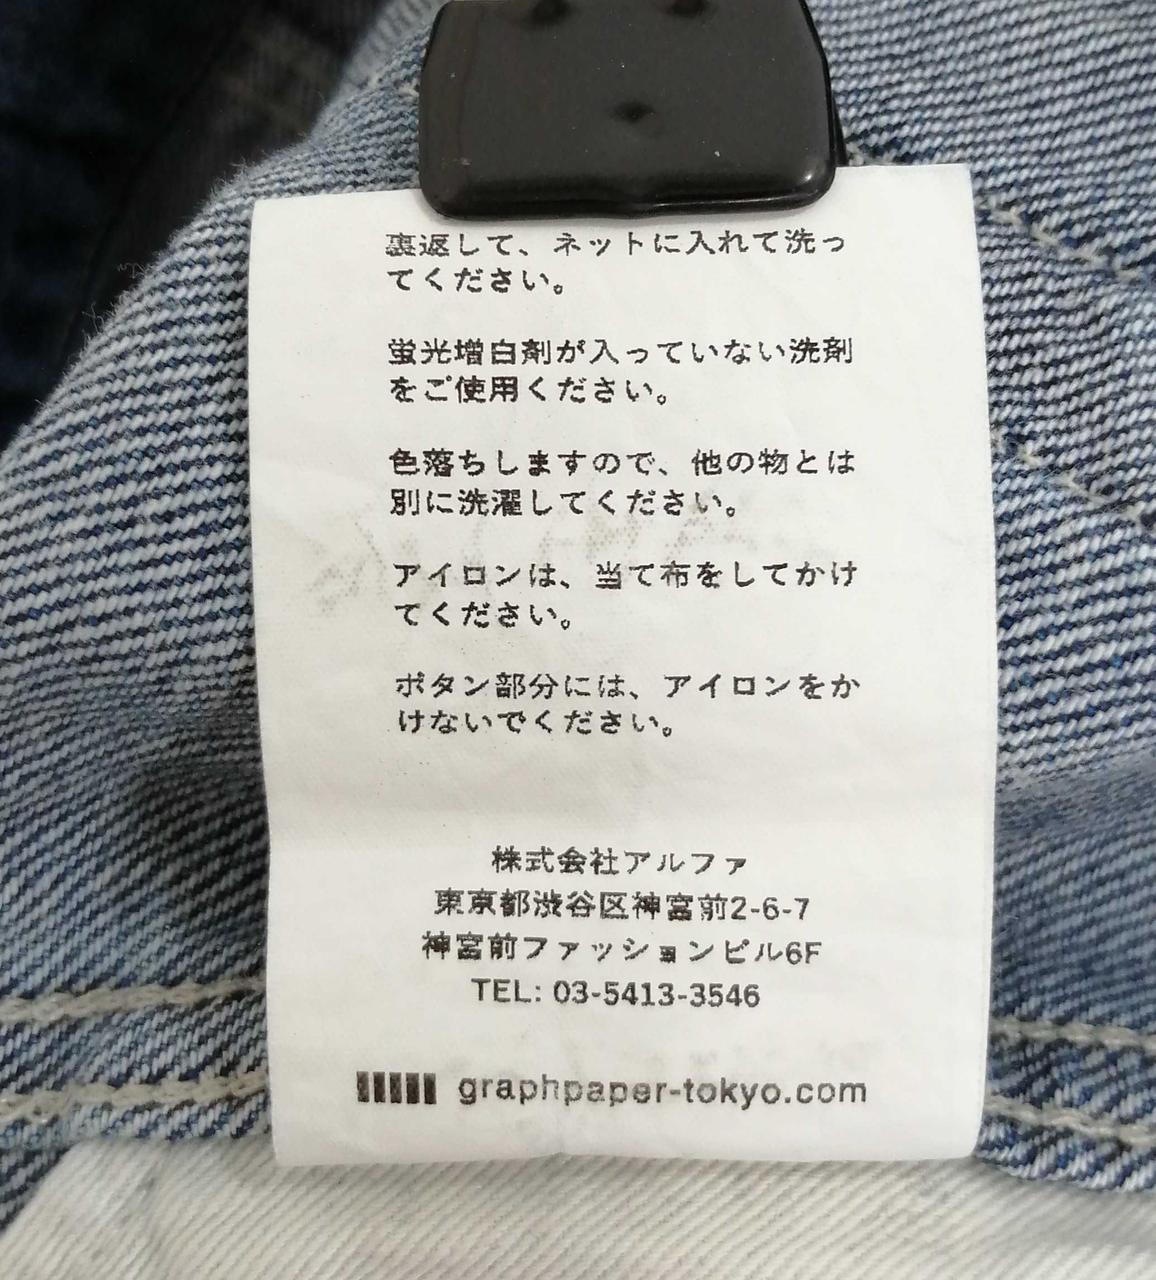 裏返して、ネットに入れて洗っ
てください。
蛍光増白剤が入っていない洗剤
をご使用ください。
色落ちしますので、他の物とは
別に洗濯してください。
アイロンは、当て布をしてかけ
てください。
ボタン部分には、アイロンをか
けないでください。
株式会社アルファ
東京都渋谷区神宮前2-6-7
神宮前ファッションビル6F
TEL: 03-5413-3546
graphpaper-tokyo.com